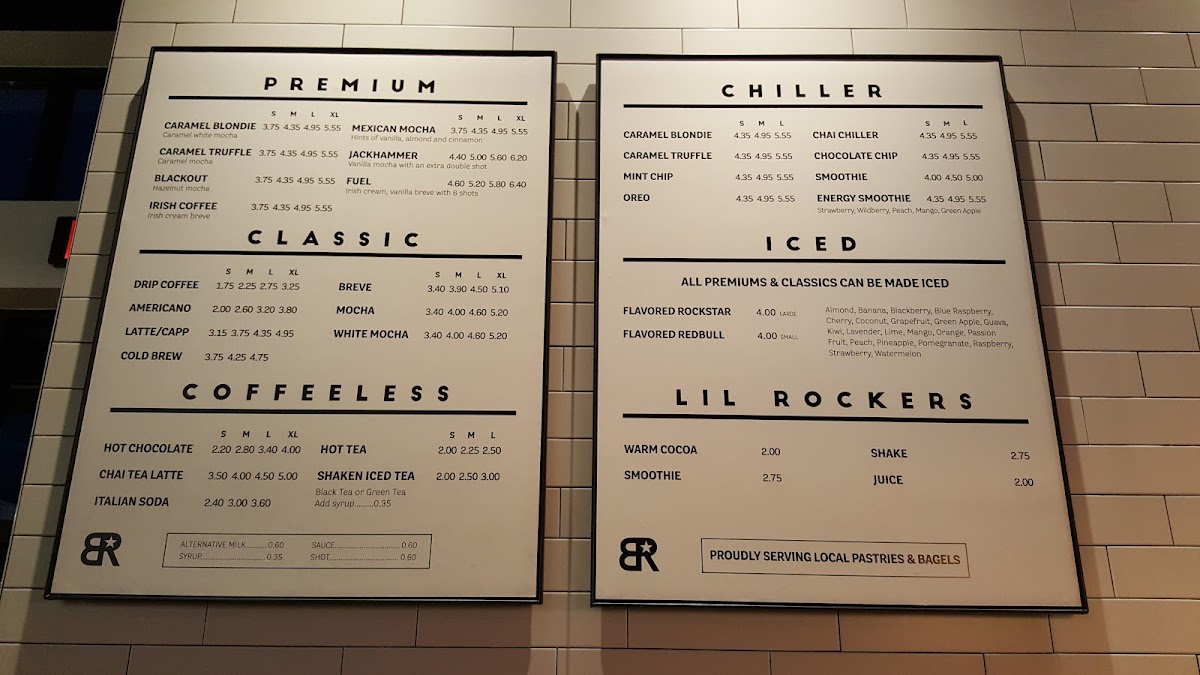 PREMIUM
S M L XL
CARAMEL BLONDIE 3.75 4.35 4.95 5.55
Caramel white mocha
CARAMEL TRUFFLE 3.75 4.35 4.95 5.55
Caramel mocha
BLACKOUT 3.75 4.35 4.95 5.55
Hazelnut mocha
IRISH COFFEE 3.75 4.35 4.95 5.55
Irish cream breve
S M L XL
MEXICAN MOCHA 3.75 4.35 4.95 5.55
Hints of vanilla, almond and cinnamon
JACKHAMMER 4.40 5.00 5.60 6.20
Vanilla mocha with an extra double shot
FUEL 4.60 5.20 5.80 6.40
Irish cream, vanilla breve with 6 shots
CLASSIC
S M L XL
DRIP COFFEE 1.75 2.25 2.75 3.25
AMERICANO 2.00 2.60 3.20 3.80
LATTE/CAPP 3.15 3.75 4.35 4.95
COLD BREW 3.75 4.25 4.75
S M L XL
BREVE 3.40 3.90 4.50 5.10
MOCHA 3.40 4.00 4.60 5.20
WHITE MOCHA 3.40 4.00 4.60 5.20
COFFEELESS
S M L XL
HOT CHOCOLATE 2.20 2.80 3.40 4.00
CHAI TEA LATTE 3.50 4.00 4.50 5.00
ITALIAN SODA 2.40 3.00 3.60
S M L
HOT TEA 2.00 2.25 2.50
SHAKEN ICED TEA 2.00 2.50 3.00
Black Tea or Green Tea
Add syrup.........0.35
BR
ALTERNATIVE MILK..........0.60 SAUCE..............................0.60
SYRUP..............................0.35 SHOT................................0.60
CHILLER
S M L
CARAMEL BLONDIE 4.35 4.95 5.55
CARAMEL TRUFFLE 4.35 4.95 5.55
MINT CHIP 4.35 4.95 5.55
OREO 4.35 4.95 5.55
S M L
CHAI CHILLER 4.35 4.95 5.55
CHOCOLATE CHIP 4.35 4.95 5.55
SMOOTHIE 4.00 4.50 5.00
ENERGY SMOOTHIE 4.35 4.95 5.55
Strawberry, Wildberry, Peach, Mango, Green Apple
ICED
ALL PREMIUMS & CLASSICS CAN BE MADE ICED
FLAVORED ROCKSTAR 4.00 LARGE
FLAVORED REDBULL 4.00 SMALL
Almond, Banana, Blackberry, Blue Raspberry,
Cherry, Coconut, Grapefruit, Green Apple, Guava,
Kiwi, Lavender, Lime, Mango, Orange, Passion
Fruit, Peach, Pineapple, Pomegranate, Raspberry,
Strawberry, Watermelon
LIL ROCKERS
WARM COCOA 2.00
SMOOTHIE 2.75
SHAKE 2.75
JUICE 2.00
BR
PROUDLY SERVING LOCAL PASTRIES & BAGELS